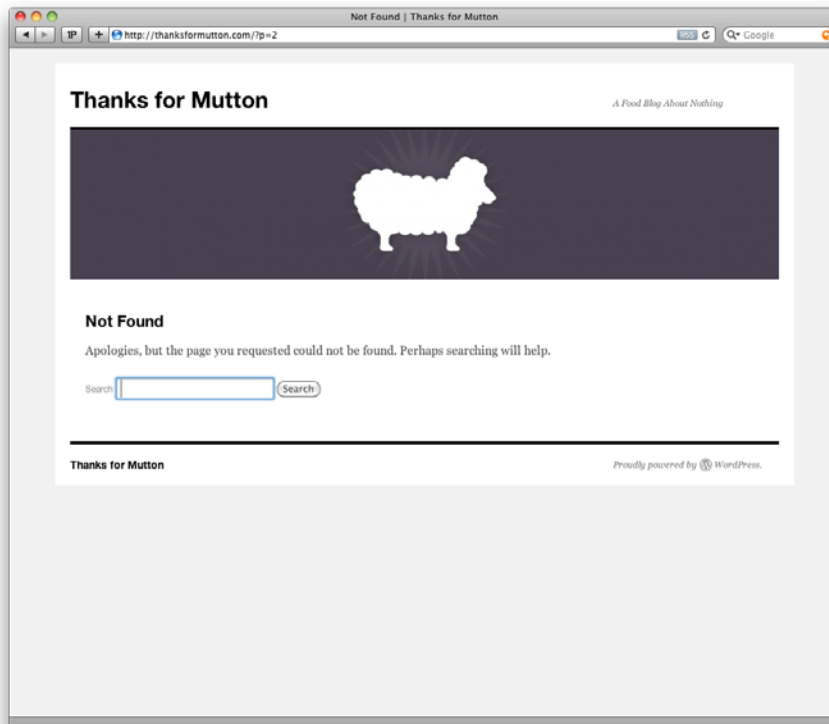 Not Found | Thanks for Mutton
1P
+
http://thanksformutton.com/?p=2
RSS
Google
Thanks for Mutton
A Food Blog About Nothing
Not Found
Apologies, but the page you requested could not be found. Perhaps searching will help.
Search
Search
Thanks for Mutton
Proudly powered by WordPress.